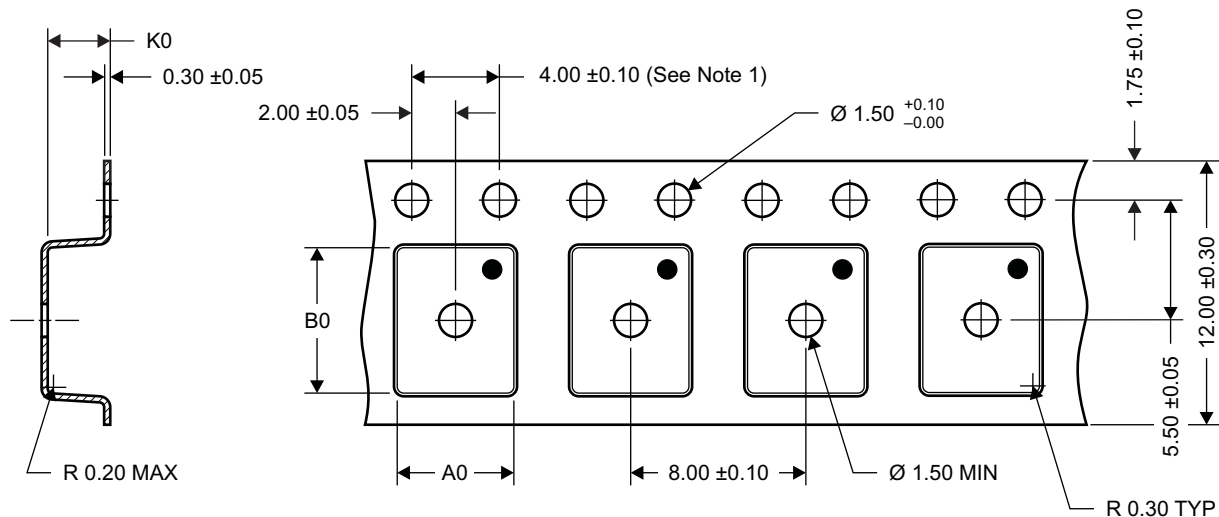 K0
0.30 ±0.05
4.00 ±0.10 (See Note 1)
2.00 ±0.05
Ø 1.50 +0.10 –0.00
1.75 ±0.10
B0
12.00 ±0.30
5.50 ±0.05
R 0.20 MAX
A0
8.00 ±0.10
Ø 1.50 MIN
R 0.30 TYP